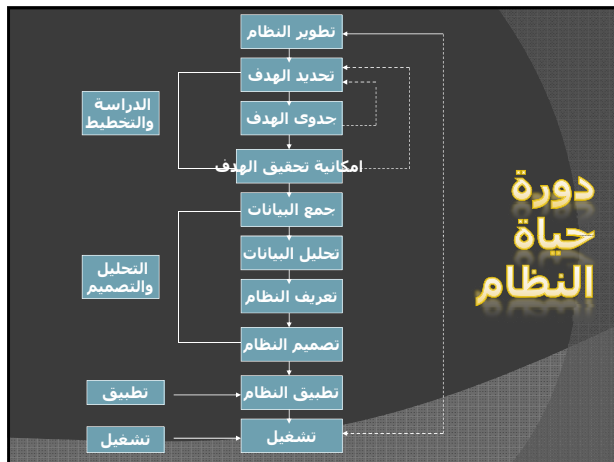 دورة
حياة
النظام
تطوير النظام
تحديد الهدف
جدوى الهدف
امكانية تحقيق الهدف
الدراسة
والتخطيط
جمع البيانات
تحليل البيانات
تعريف النظام
تصميم النظام
التحليل
والتصميم
تطبيق النظام
تطبيق
تشغيل
تشغيل